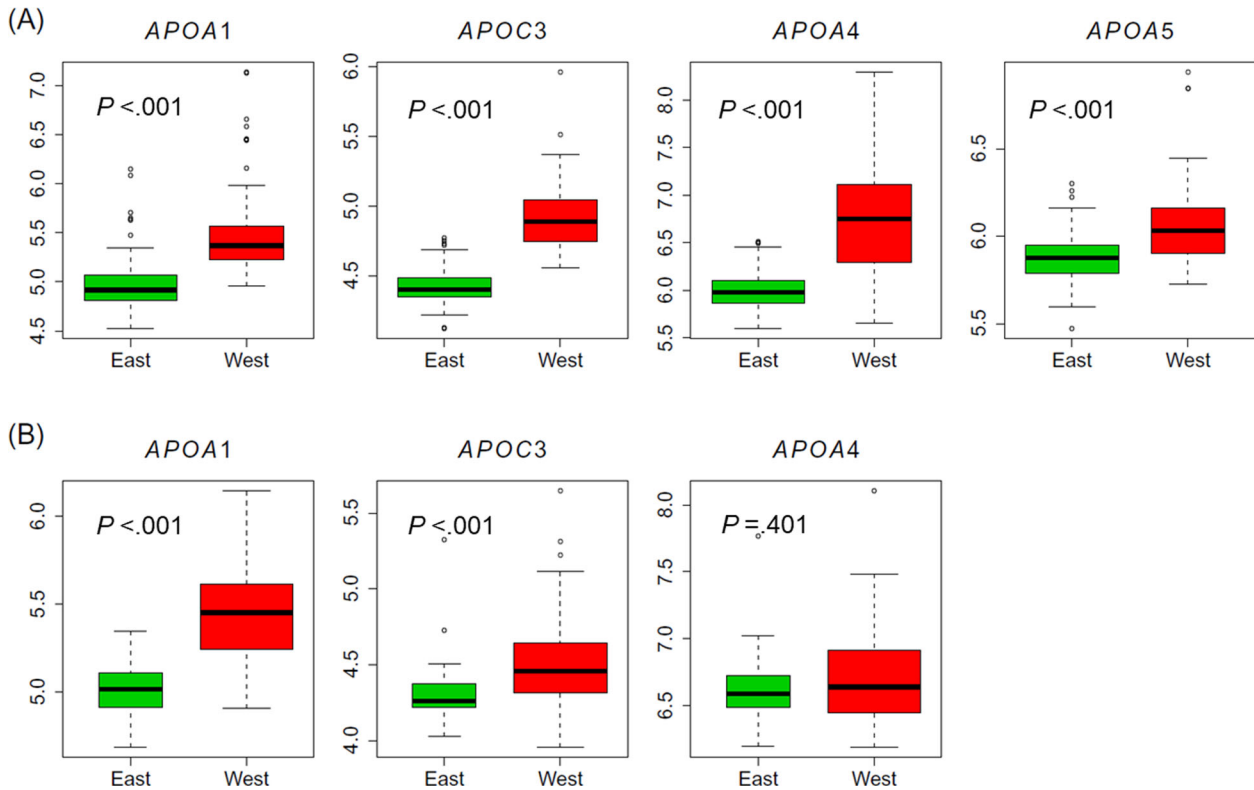 (A)
APOA1 APOC3 APOA4 APOA5
P <.001 P <.001 P <.001 P <.001
7.0 6.5 6.0 5.5 5.0 4.5
6.0 5.5 5.0 4.5
8.0 7.5 7.0 6.5 6.0 5.5
6.5 6.0 5.5
East West East West East West East West
(B)
APOA1 APOC3 APOA4
P <.001 P <.001 P =.401
6.0 5.5 5.0
5.5 5.0 4.5 4.0
8.0 7.5 7.0 6.5
East West East West East West